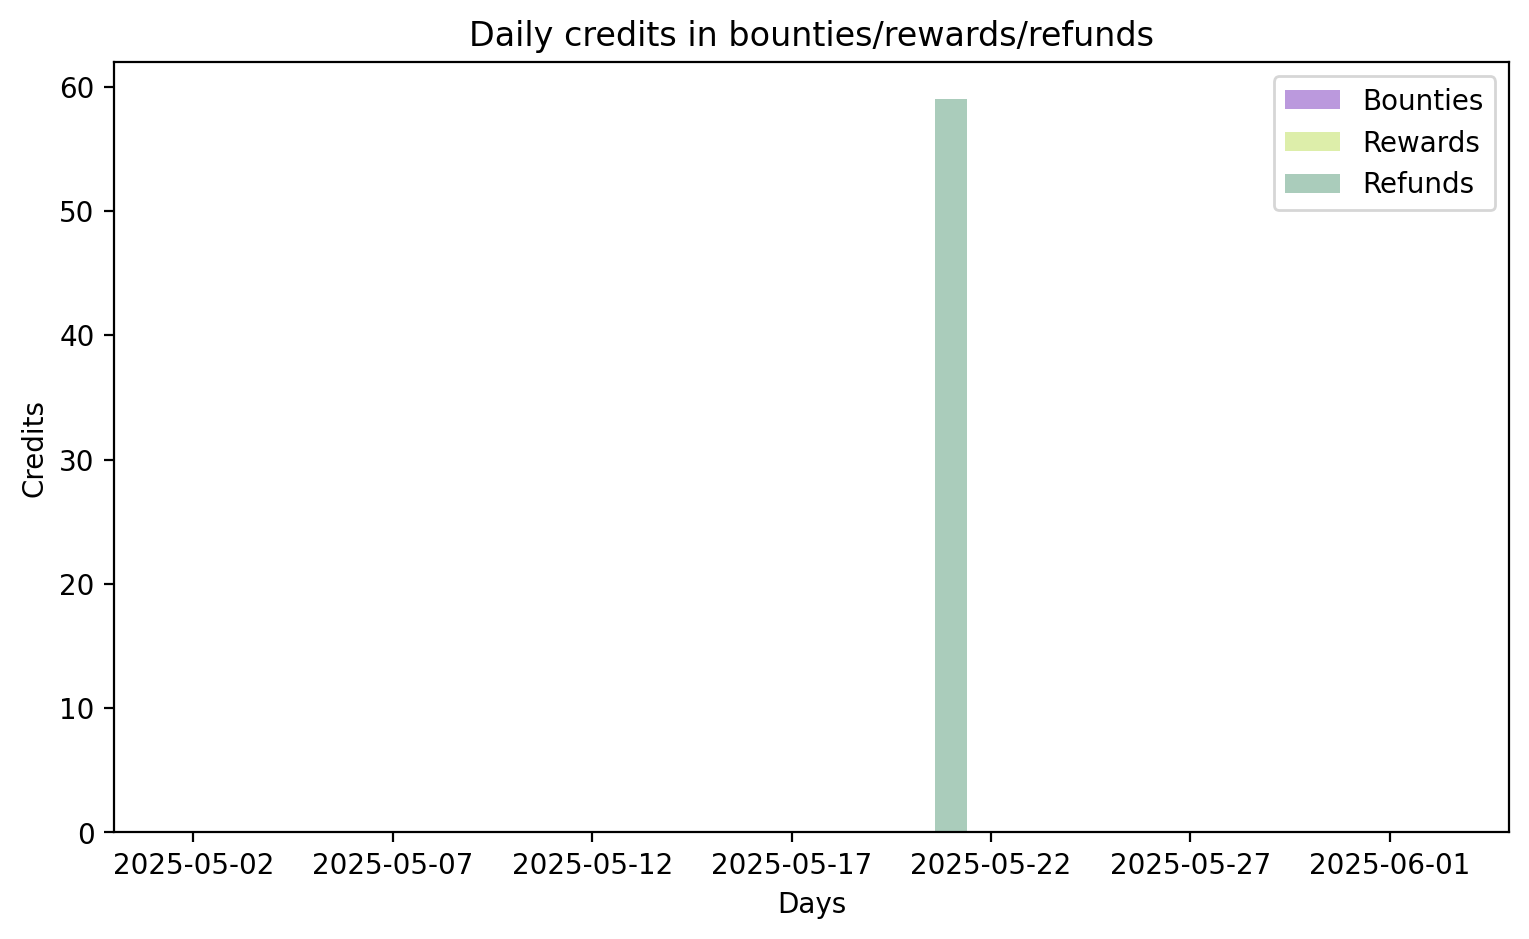 Daily credits in bounties/rewards/refunds
Bounties
Rewards
Refunds
60
50
40
30
20
10
0
Credits
2025-05-02 2025-05-07 2025-05-12 2025-05-17 2025-05-22 2025-05-27 2025-06-01
Days